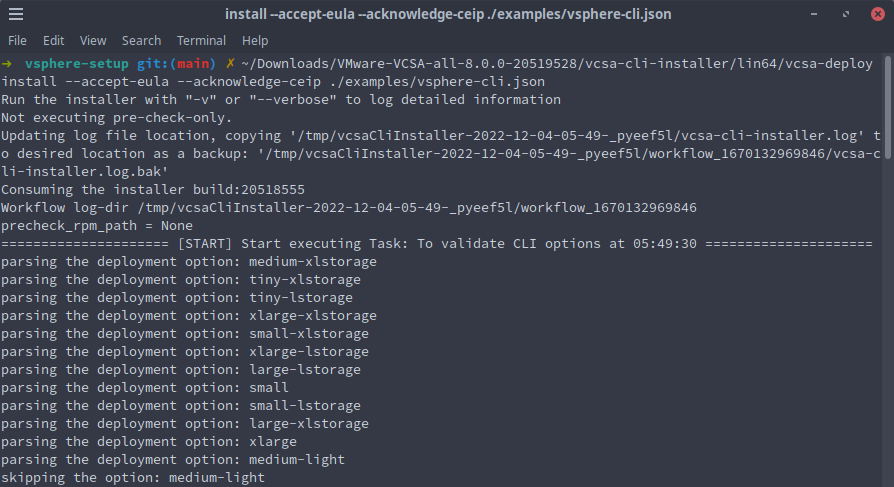 install --accept-eula --acknowledge-ceip ./examples/vsphere-cli.json
File Edit View Search Terminal Help
➜ vsphere-setup git:(main) ✗ ~/Downloads/VMware-VCSA-all-8.0.0-20519528/vcsa-cli-installer/lin64/vcsa-deploy
install --accept-eula --acknowledge-ceip ./examples/vsphere-cli.json
Run the installer with "-v" or "--verbose" to log detailed information
Not executing pre-check-only.
Updating log file location, copying '/tmp/vcsaCliInstaller-2022-12-04-05-49-_pyeef5l/vcsa-cli-installer.log' t
o desired location as a backup: '/tmp/vcsaCliInstaller-2022-12-04-05-49-_pyeef5l/workflow_1670132969846/vcsa-c
li-installer.log.bak'
Consuming the installer build:20518555
Workflow log-dir /tmp/vcsaCliInstaller-2022-12-04-05-49-_pyeef5l/workflow_1670132969846
precheck_rpm_path = None
===================== [START] Start executing Task: To validate CLI options at 05:49:30 =====================
parsing the deployment option: medium-xlstorage
parsing the deployment option: tiny-xlstorage
parsing the deployment option: tiny-lstorage
parsing the deployment option: xlarge-xlstorage
parsing the deployment option: small-xlstorage
parsing the deployment option: xlarge-lstorage
parsing the deployment option: large-lstorage
parsing the deployment option: small
parsing the deployment option: small-lstorage
parsing the deployment option: large-xlstorage
parsing the deployment option: xlarge
parsing the deployment option: medium-light
skipping the option: medium-light